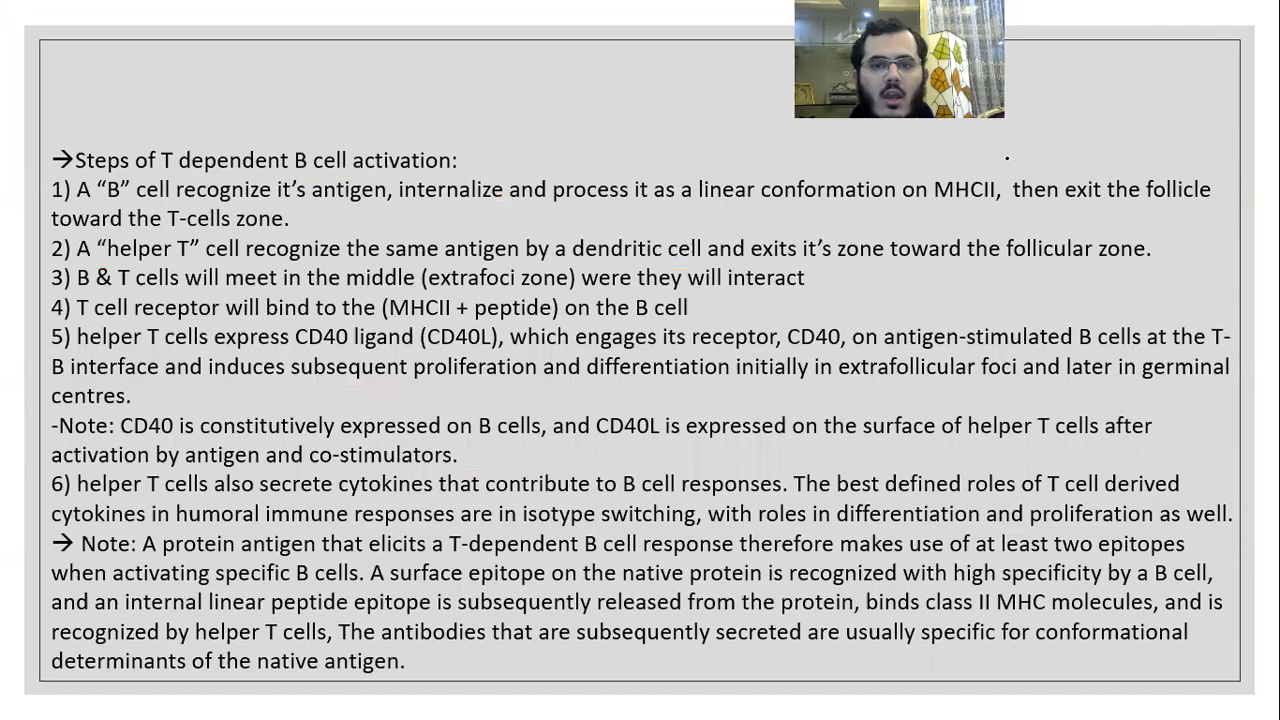 →Steps of T dependent B cell activation:
1) A “B” cell recognize it’s antigen, internalize and process it as a linear conformation on MHCII,  then exit the follicle
toward the T-cells zone.
2) A “helper T” cell recognize the same antigen by a dendritic cell and exits it’s zone toward the follicular zone.
3) B & T cells will meet in the middle (extrafoci zone) were they will interact
4) T cell receptor will bind to the (MHCII + peptide) on the B cell
5) helper T cells express CD40 ligand (CD40L), which engages its receptor, CD40, on antigen-stimulated B cells at the T-
B interface and induces subsequent proliferation and differentiation initially in extrafollicular foci and later in germinal
centres.
-Note: CD40 is constitutively expressed on B cells, and CD40L is expressed on the surface of helper T cells after
activation by antigen and co-stimulators.
6) helper T cells also secrete cytokines that contribute to B cell responses. The best defined roles of T cell derived
cytokines in humoral immune responses are in isotype switching, with roles in differentiation and proliferation as well.
→ Note: A protein antigen that elicits a T-dependent B cell response therefore makes use of at least two epitopes
when activating specific B cells. A surface epitope on the native protein is recognized with high specificity by a B cell,
and an internal linear peptide epitope is subsequently released from the protein, binds class II MHC molecules, and is
recognized by helper T cells, The antibodies that are subsequently secreted are usually specific for conformational
determinants of the native antigen.